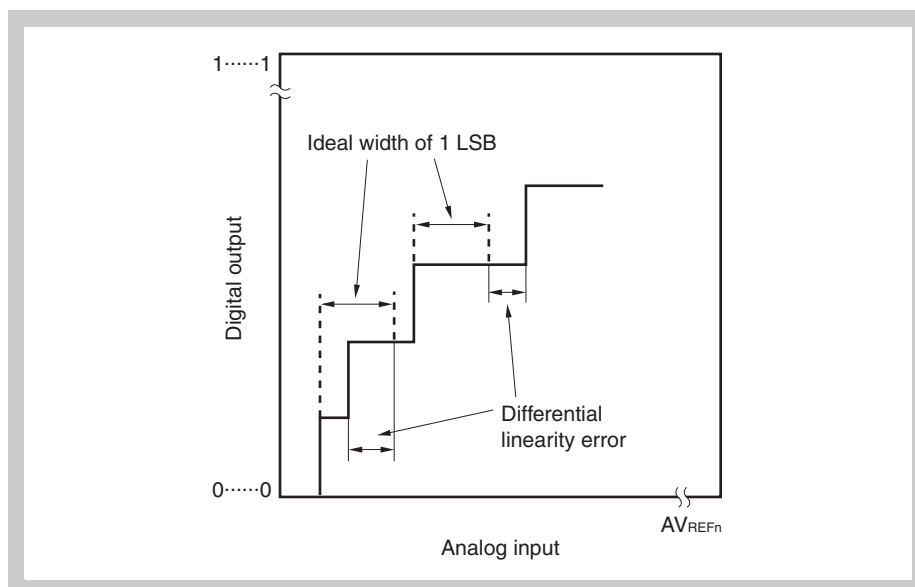 1······1
Ideal width of 1 LSB
Digital output
Differential
linearity error
0······0
AVREFn
Analog input